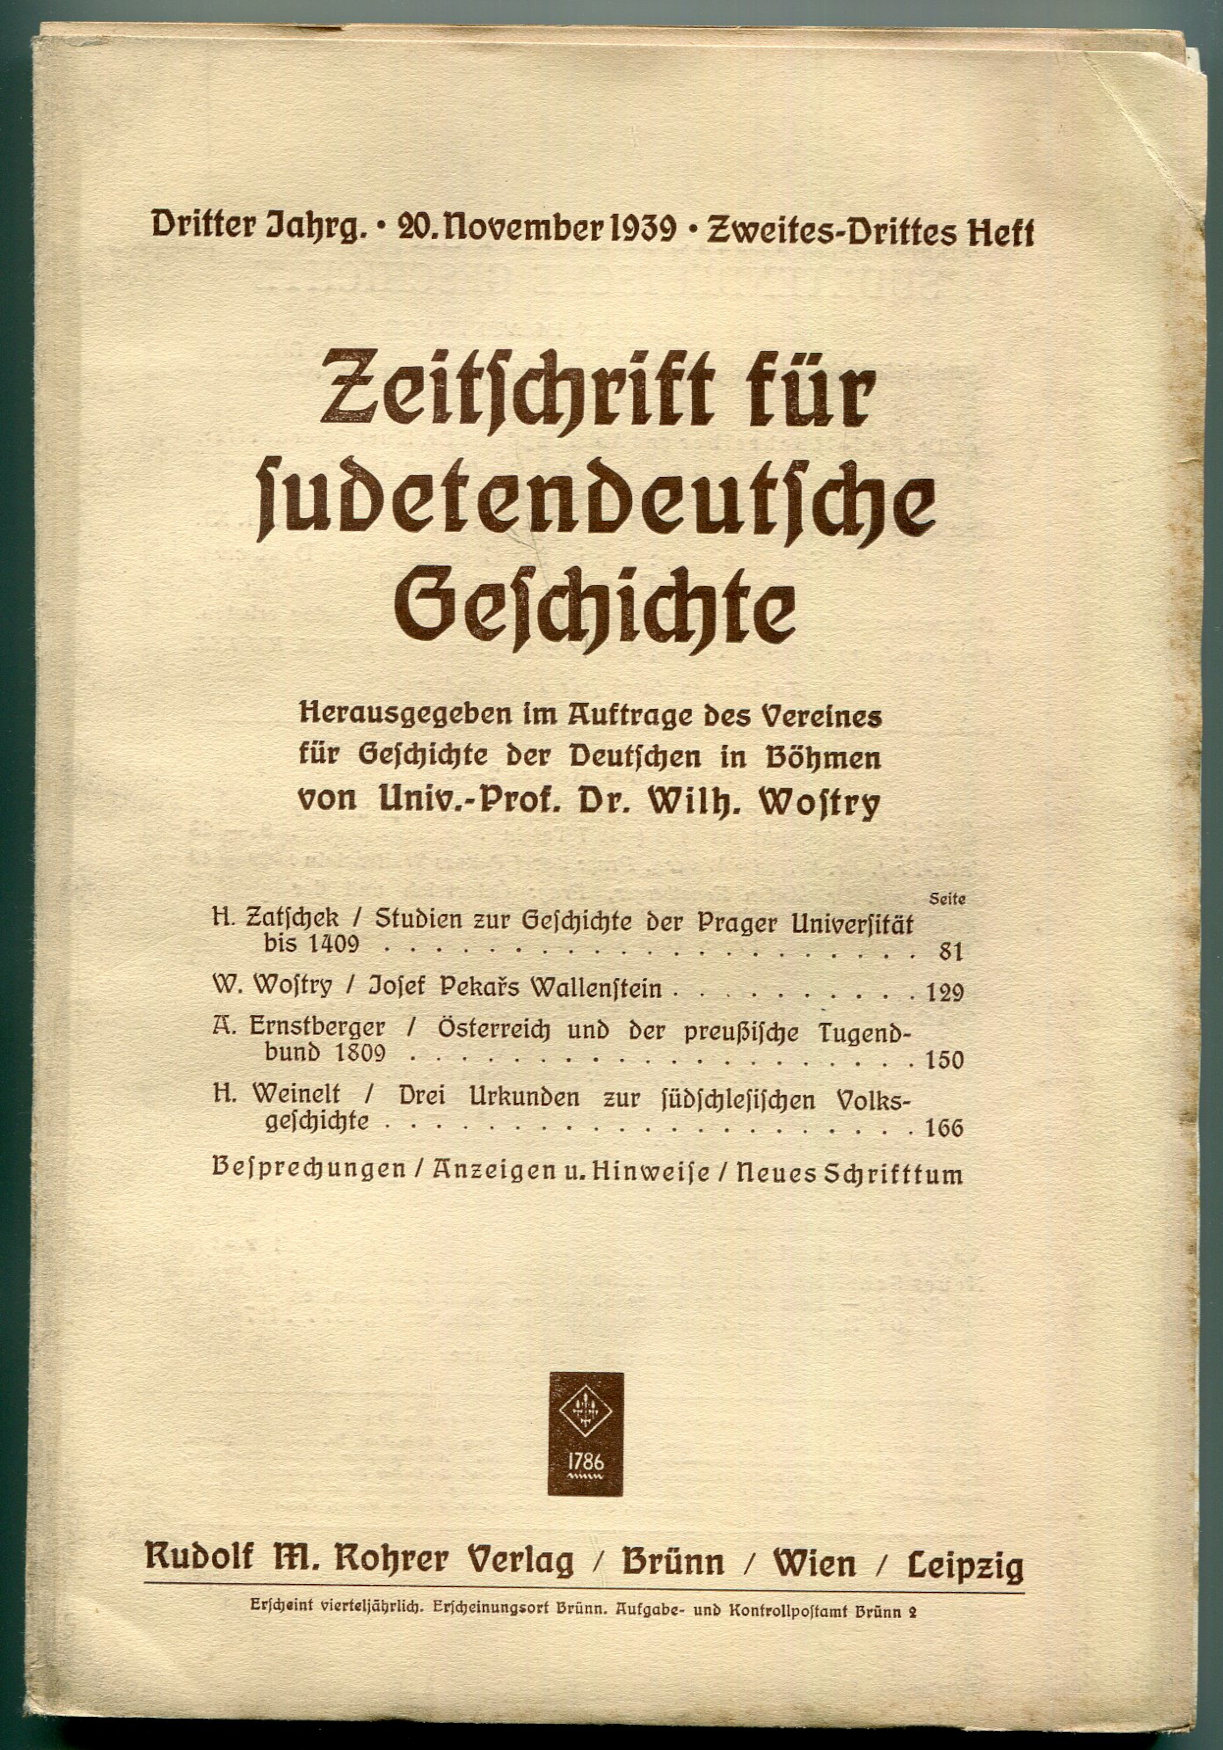 Dritter Jahrg. • 20. November 1939 • Zweites-Drittes Heft
Zeitſchrift für
ſudetendeutſche
Geſchichte
Herausgegeben im Auftrage des Vereines
für Geſchichte der Deutſchen in Böhmen
von Univ.-Prof. Dr. Wilh. Woſtry
Seite
H. Zatſchek / Studien zur Geſchichte der Prager Univerſität
bis 1409 . . . . . . . . . . . . . . . . . . . . . 81
W. Woſtry / Joſef Pekařs Wallenſtein . . . . . . . . . . 129
A. Ernstberger / Österreich und der preußiſche Tugend-
bund 1809 . . . . . . . . . . . . . . . . . . . . 150
H. Weinelt / Drei Urkunden zur ſüdſchleſiſchen Volks-
geſchichte . . . . . . . . . . . . . . . . . . . . . 166
Beſprechungen / Anzeigen u. Hinweiſe / Neues Schrifttum
1786
Rudolf M. Rohrer Verlag / Brünn / Wien / Leipzig
Erſcheint vierteljährlich. Erſcheinungsort Brünn. Aufgabe- und Kontrollpoſtamt Brünn 2